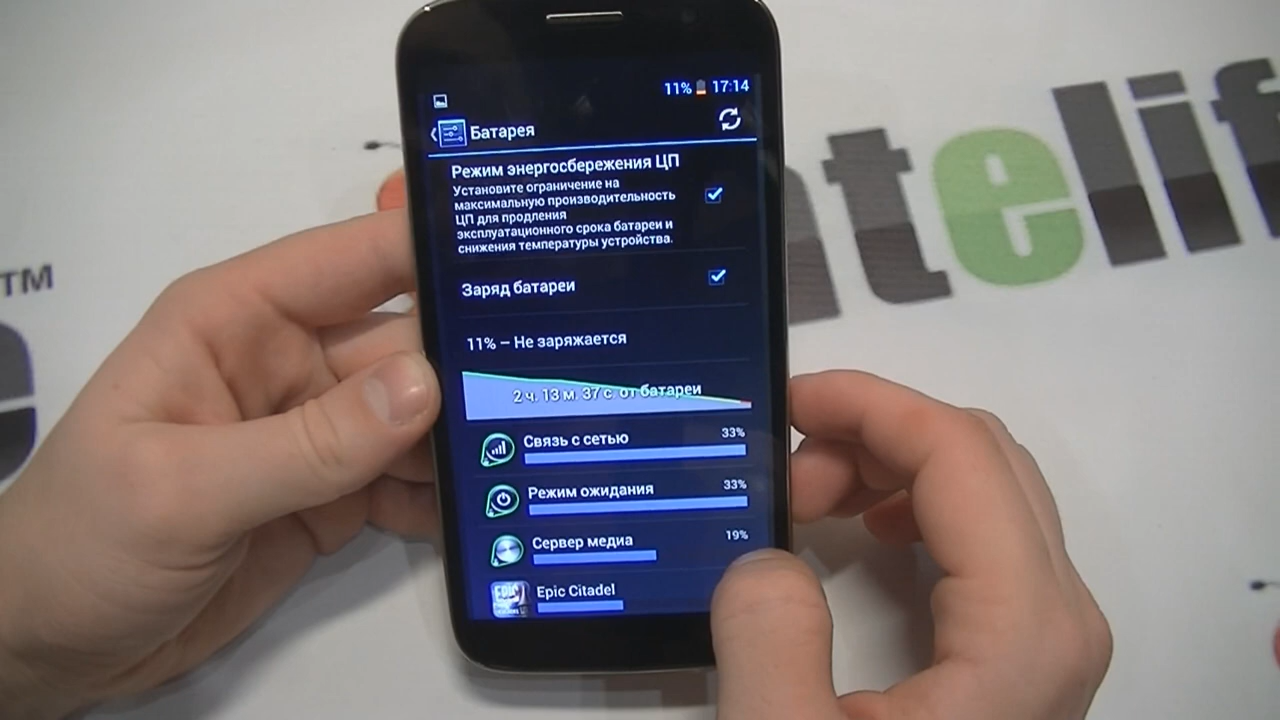 11% 17:14
Батарея
Режим энергосбережения ЦП
Установите ограничение на
максимальную производительность
ЦП для продления
эксплуатационного срока батареи и
снижения температуры устройства.
Заряд батареи
11% – Не заряжается
2 ч. 13 м. 37 с. от батареи
Связь с сетью 33%
Режим ожидания 33%
Сервер медиа 19%
EPIC
Epic Citadel
TM